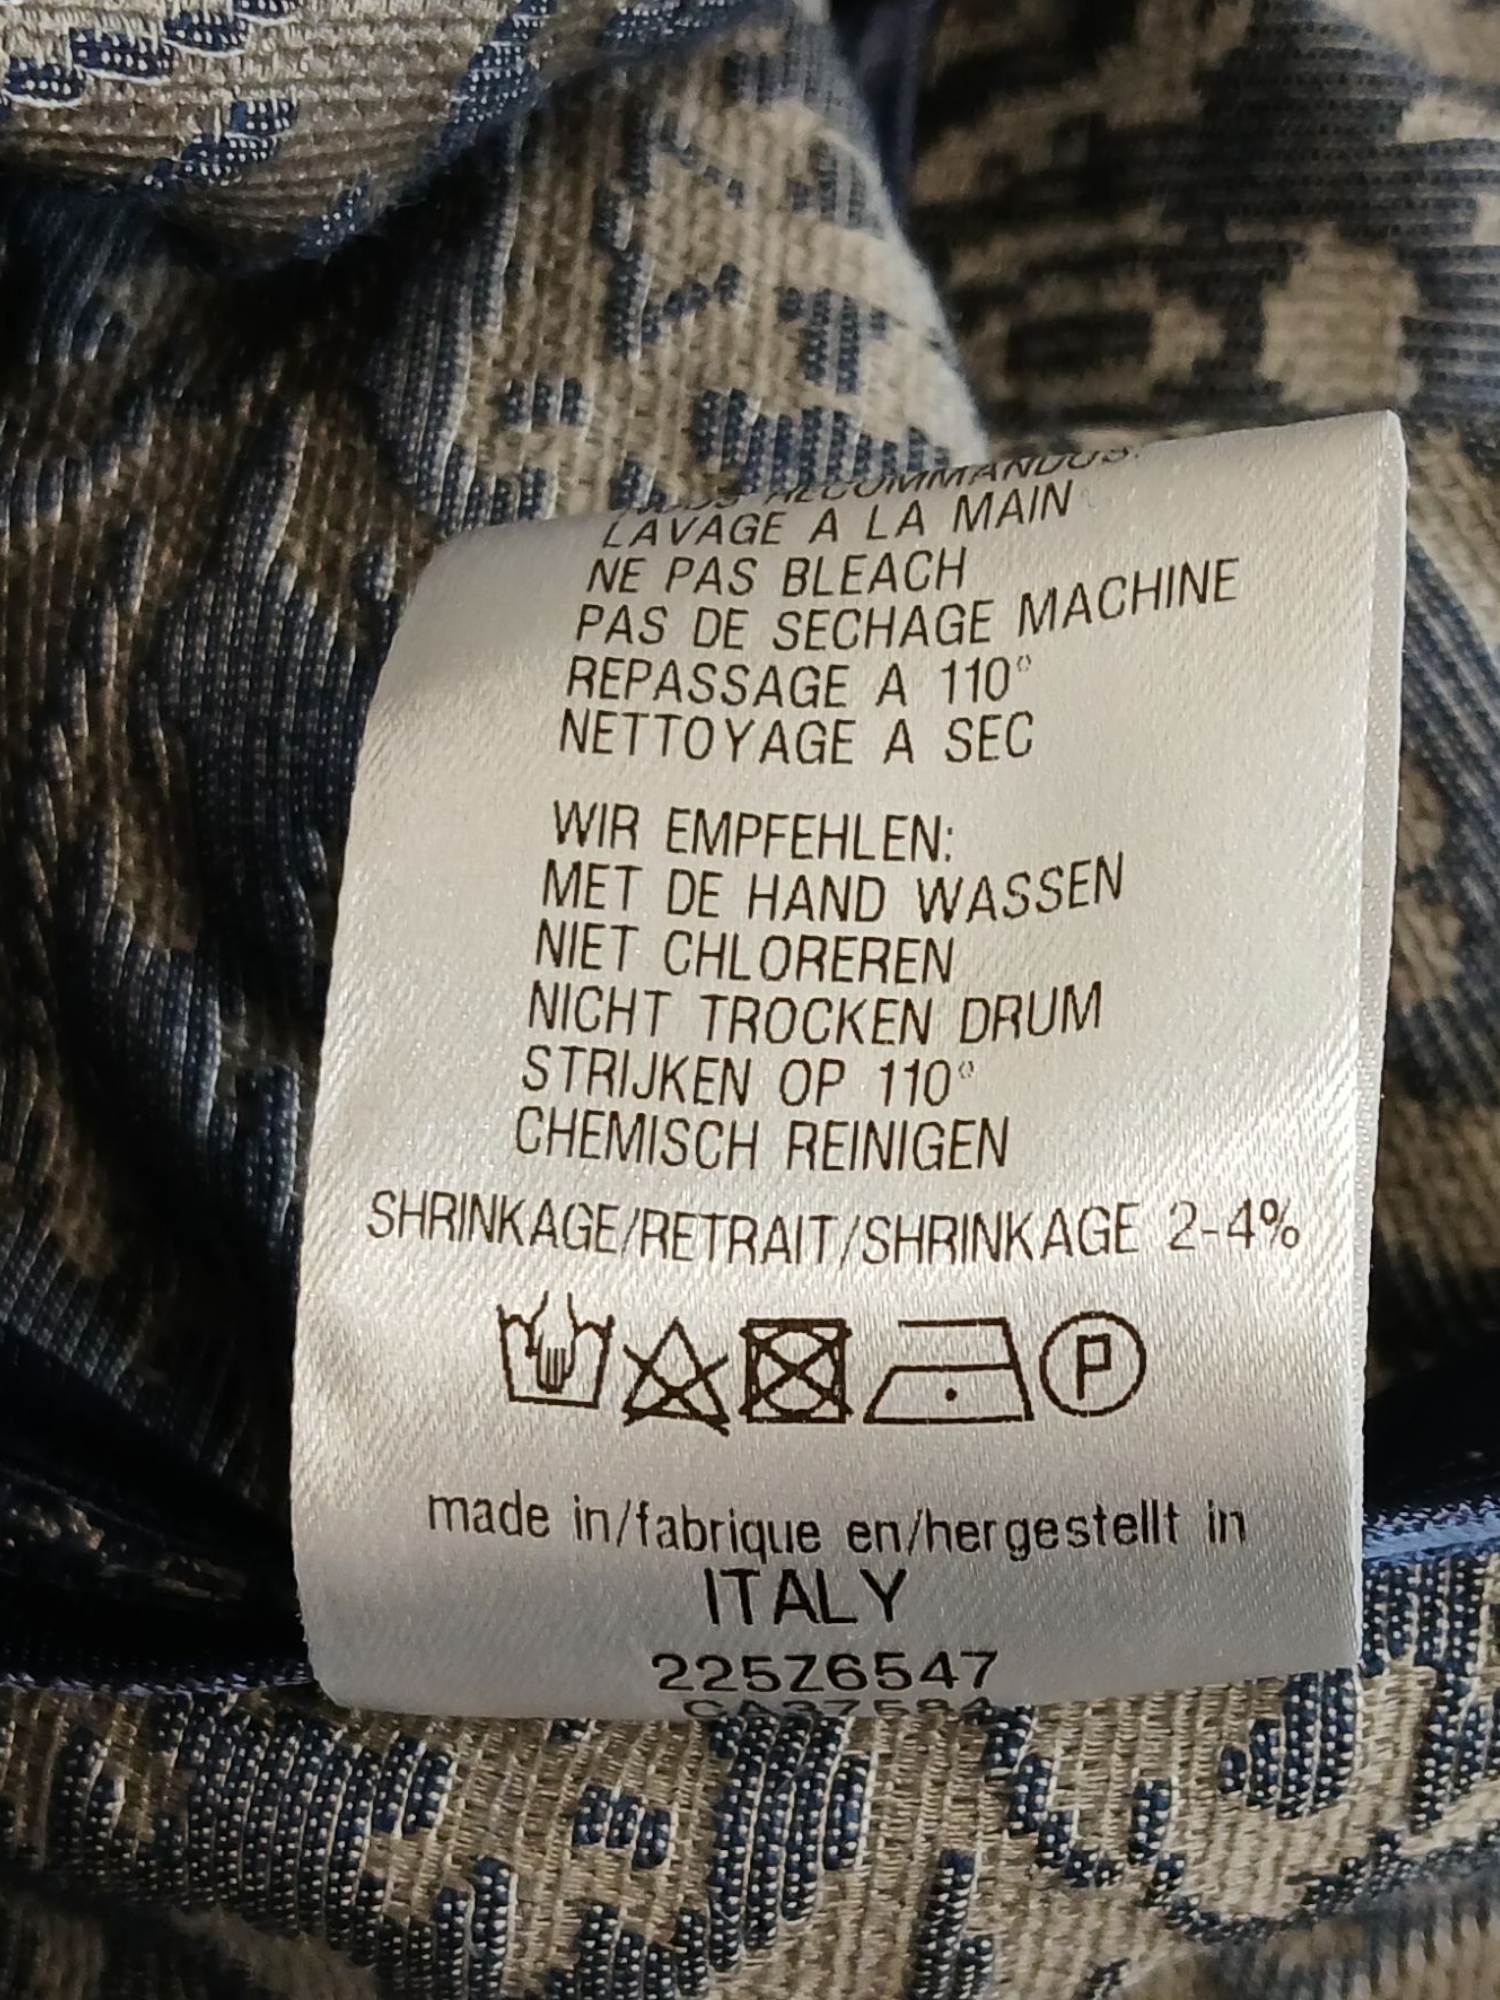 NOUS RECOMMANDUS:
LAVAGE A LA MAIN
NE PAS BLEACH
PAS DE SECHAGE MACHINE
REPASSAGE A 110°
NETTOYAGE A SEC
WIR EMPFEHLEN:
MET DE HAND WASSEN
NIET CHLOREREN
NICHT TROCKEN DRUM
STRIJKEN OP 110°
CHEMISCH REINIGEN
SHRINKAGE/RETRAIT/SHRINKAGE 2-4%
P
made in/fabrique en/hergestellt in
ITALY
225Z6547